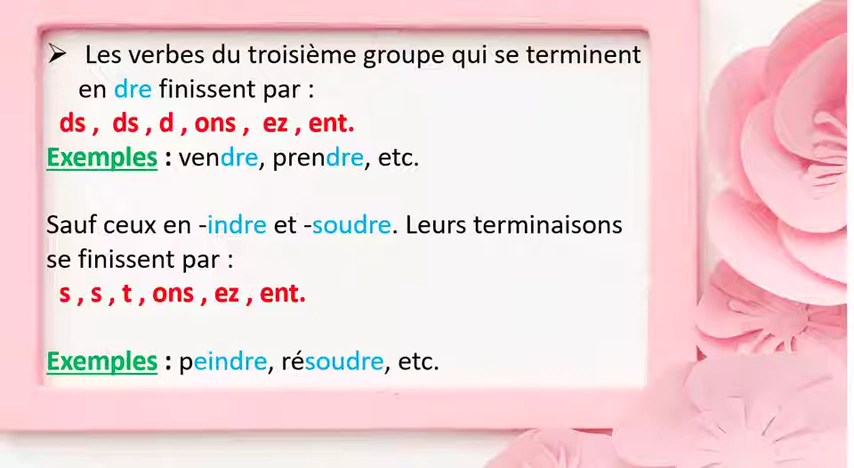 ➢ Les verbes du troisième groupe qui se terminent
en dre finissent par :
ds , ds , d , ons , ez , ent.
Exemples : vendre, prendre, etc.
Sauf ceux en -indre et -soudre. Leurs terminaisons
se finissent par :
s , s , t , ons , ez , ent.
Exemples : peindre, résoudre, etc.